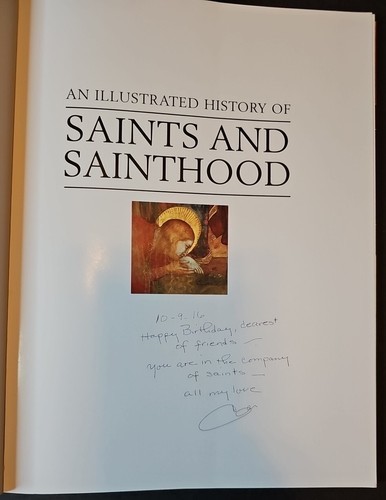 AN ILLUSTRATED HISTORY OF
SAINTS AND
SAINTHOOD
10-9-16
Happy Birthday, dearest
of friends —
you are in the company
of saints —
all my love